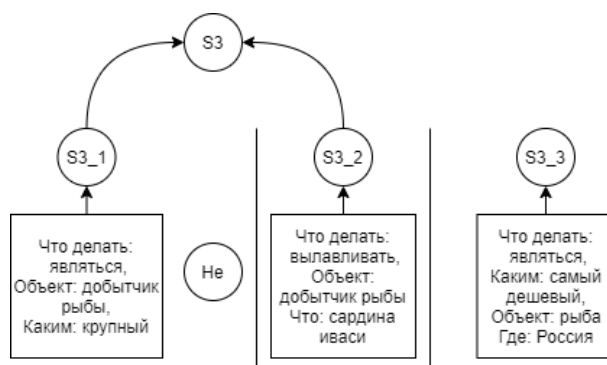 S3
S3_1
S3_2
S3_3
Что делать:
являться,
Объект: добытчик
рыбы,
Каким: крупный
Не
Что делать:
вылавливать,
Объект:
добытчик рыбы
Что: сардина
иваси
Что делать:
являться,
Каким: самый
дешевый,
Объект: рыба
Где: Россия